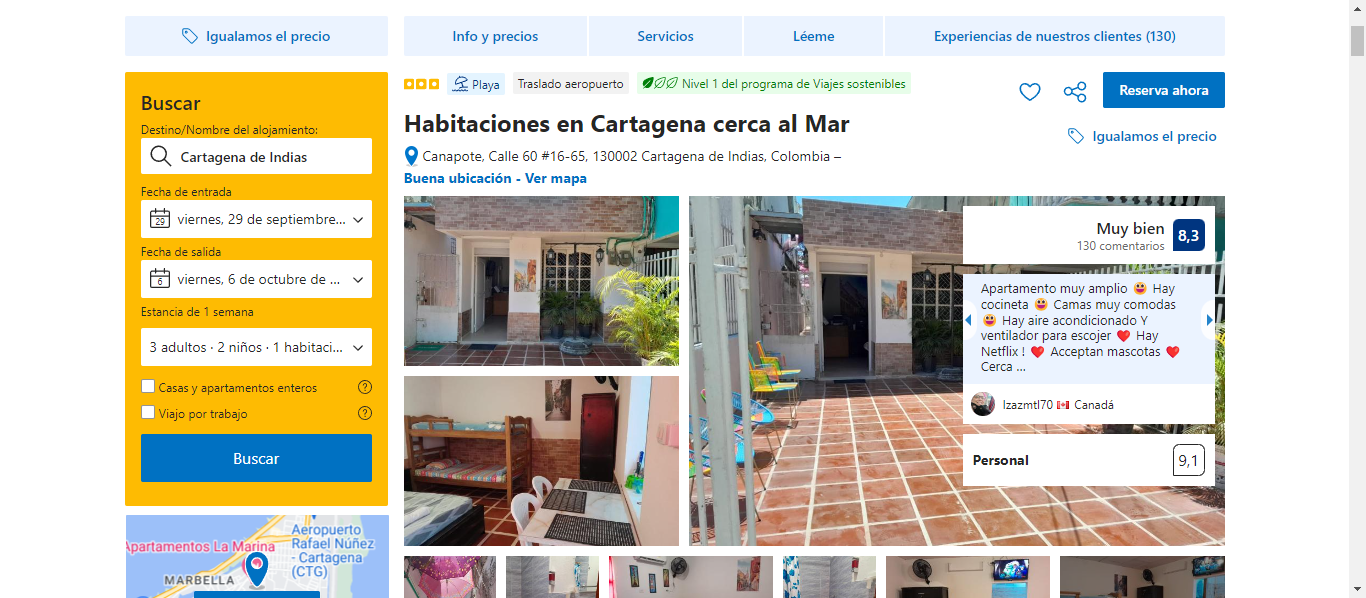 Igualamos el precio
Info y precios
Servicios
Léeme
Experiencias de nuestros clientes (130)
Buscar
Destino/Nombre del alojamiento:
Cartagena de Indias
Fecha de entrada
29
viernes, 29 de septiembre...
Fecha de salida
6
viernes, 6 de octubre de ...
Estancia de 1 semana
3 adultos · 2 niños · 1 habitaci...
Casas y apartamentos enteros
Viajo por trabajo
Buscar
Apartamentos La Marina
Aeropuerto
Rafael Núñez
- Cartagena
(CTG)
MARBELLA
Playa
Traslado aeropuerto
Nivel 1 del programa de Viajes sostenibles
Reserva ahora
Habitaciones en Cartagena cerca al Mar
Igualamos el precio
Canapote, Calle 60 #16-65, 130002 Cartagena de Indias, Colombia –
Buena ubicación - Ver mapa
Muy bien
130 comentarios
8,3
Apartamento muy amplio 😃 Hay
cocineta 😃 Camas muy comodas
😃 Hay aire acondicionado Y
ventilador para escojer ❤️ Hay
Netflix ! ❤️ Acceptan mascotas ❤️
Cerca ...
Izazmtl70 🇨🇦 Canadá
Personal
9,1